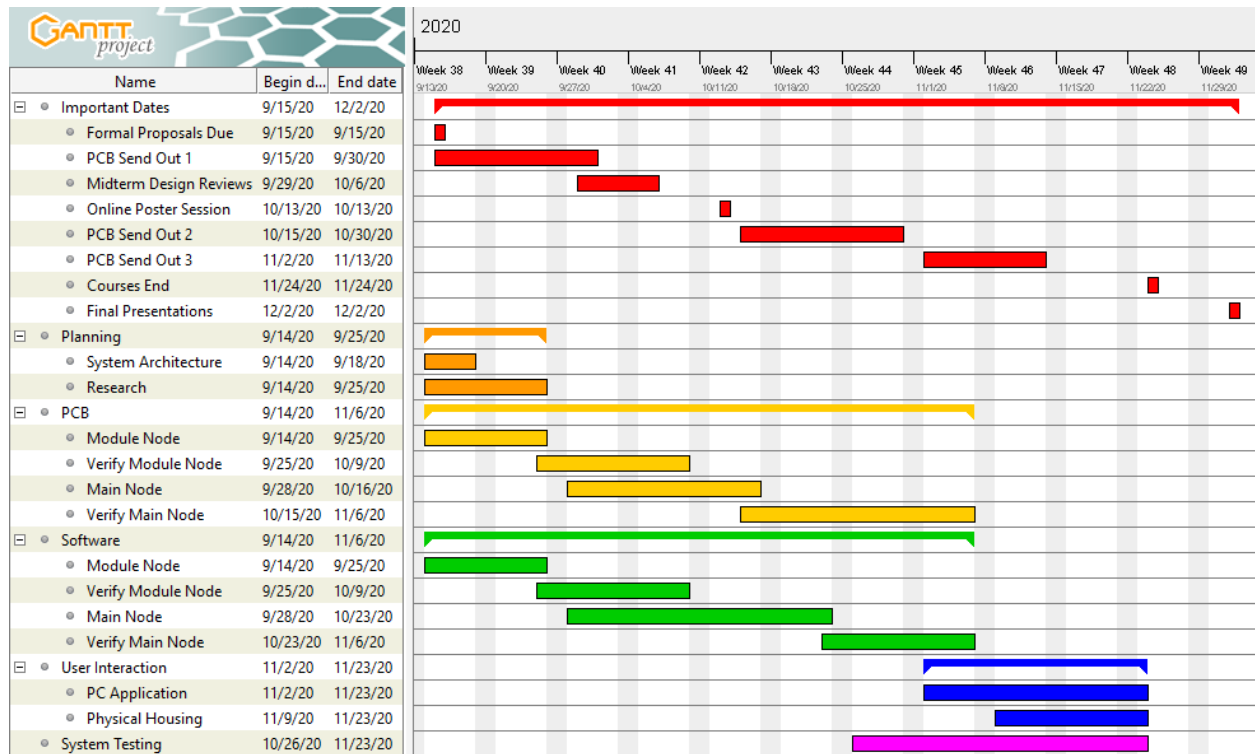 GANTT
project
2020
Week 38 Week 39 Week 40 Week 41 Week 42 Week 43 Week 44 Week 45 Week 46 Week 47 Week 48 Week 49
9/13/20 9/20/20 9/27/20 10/4/20 10/11/20 10/18/20 10/25/20 11/1/20 11/8/20 11/15/20 11/22/20 11/29/20
Name Begin d... End date
Important Dates 9/15/20 12/2/20
Formal Proposals Due 9/15/20 9/15/20
PCB Send Out 1 9/15/20 9/30/20
Midterm Design Reviews 9/29/20 10/6/20
Online Poster Session 10/13/20 10/13/20
PCB Send Out 2 10/15/20 10/30/20
PCB Send Out 3 11/2/20 11/13/20
Courses End 11/24/20 11/24/20
Final Presentations 12/2/20 12/2/20
Planning 9/14/20 9/25/20
System Architecture 9/14/20 9/18/20
Research 9/14/20 9/25/20
PCB 9/14/20 11/6/20
Module Node 9/14/20 9/25/20
Verify Module Node 9/25/20 10/9/20
Main Node 9/28/20 10/16/20
Verify Main Node 10/15/20 11/6/20
Software 9/14/20 11/6/20
Module Node 9/14/20 9/25/20
Verify Module Node 9/25/20 10/9/20
Main Node 9/28/20 10/23/20
Verify Main Node 10/23/20 11/6/20
User Interaction 11/2/20 11/23/20
PC Application 11/2/20 11/23/20
Physical Housing 11/9/20 11/23/20
System Testing 10/26/20 11/23/20